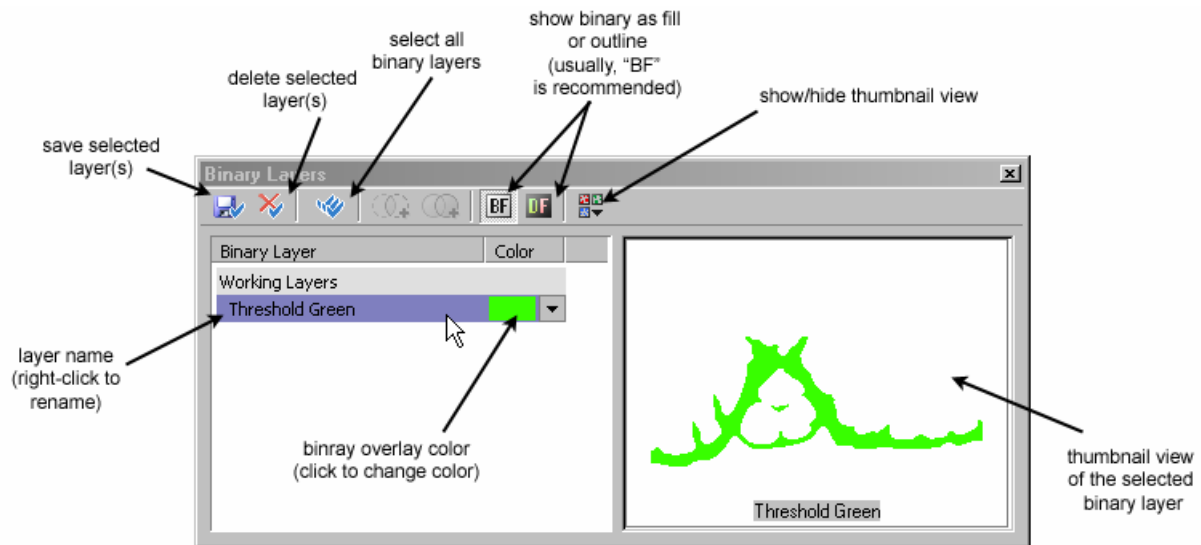 show binary as fill
or outline
(usually, “BF”
is recommended)
select all
binary layers
delete selected
layer(s)
show/hide thumbnail view
save selected
layer(s)
Binary Layers
BF
DF
Binary Layer
Color
Working Layers
Threshold Green
layer name
(right-click to
rename)
binray overlay color
(click to change color)
thumbnail view
of the selected
binary layer
Threshold Green